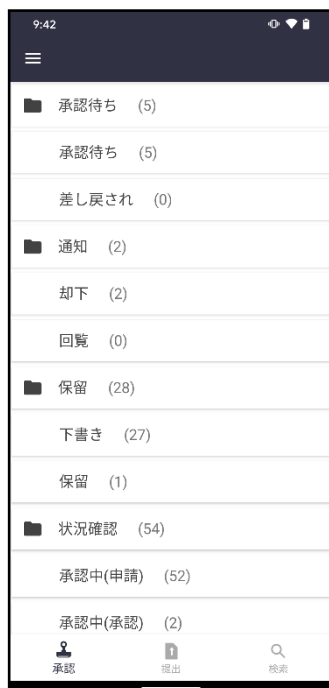 9:42
承認待ち (5)
承認待ち (5)
差し戻され (0)
通知 (2)
却下 (2)
回覧 (0)
保留 (28)
下書き (27)
保留 (1)
状況確認 (54)
承認中(申請) (52)
承認中(承認) (2)
承認 提出 検索